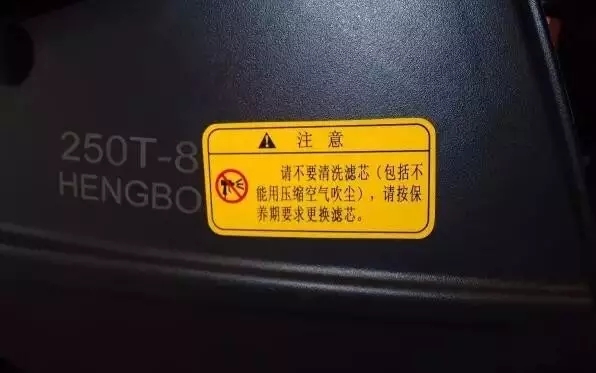 250T-8
HENGBO
注意
请不要清洗滤芯（包括不
能用压缩空气吹尘），请按保
养期要求更换滤芯。